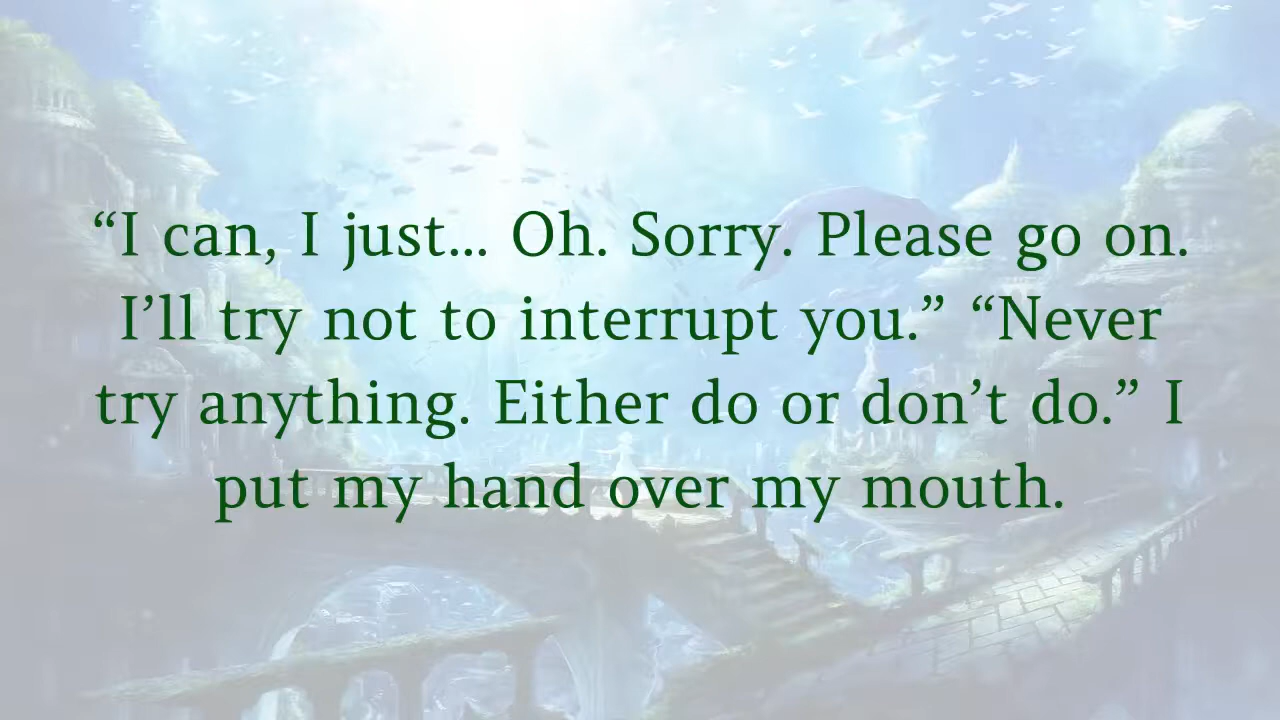 “I can, I just... Oh. Sorry. Please go on.
I’ll try not to interrupt you.” “Never
try anything. Either do or don’t do.” I
put my hand over my mouth.